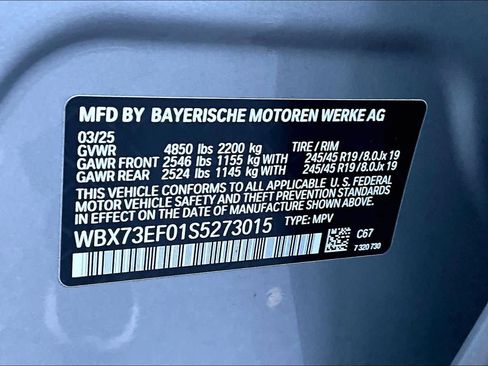 MFD BY BAYERISCHE MOTOREN WERKE AG
03/25
GVWR 4850 lbs 2200 kg TIRE / RIM
GAWR FRONT 2546 lbs 1155 kg WITH 245/45 R19 /8.0Jx 19
GAWR REAR 2524 lbs 1145 kg WITH 245/45 R19 /8.0Jx 19
THIS VEHICLE CONFORMS TO ALL APPLICABLE U.S. FEDERAL
MOTOR VEHICLE SAFETY AND THEFT PREVENTION STANDARDS
IN EFFECT ON THE DATE OF MANUFACTURE SHOWN ABOVE.
WBX73EF01S5273015 TYPE: MPV
C67
7 320 730